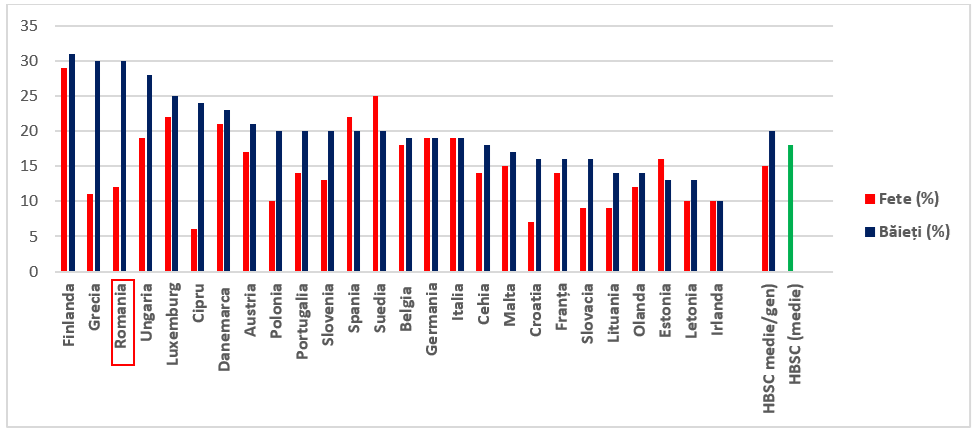 35
30
25
20
15
10
5
0
Finlanda
Grecia
Romania
Ungaria
Luxemburg
Cipru
Danemarca
Austria
Polonia
Portugalia
Slovenia
Spania
Suedia
Belgia
Germania
Italia
Cehia
Malta
Croatia
Franța
Slovacia
Lituania
Olanda
Estonia
Letonia
Irlanda
HBSC medie/gen)
HBSC (medie)
Fete (%)
Băieți (%)